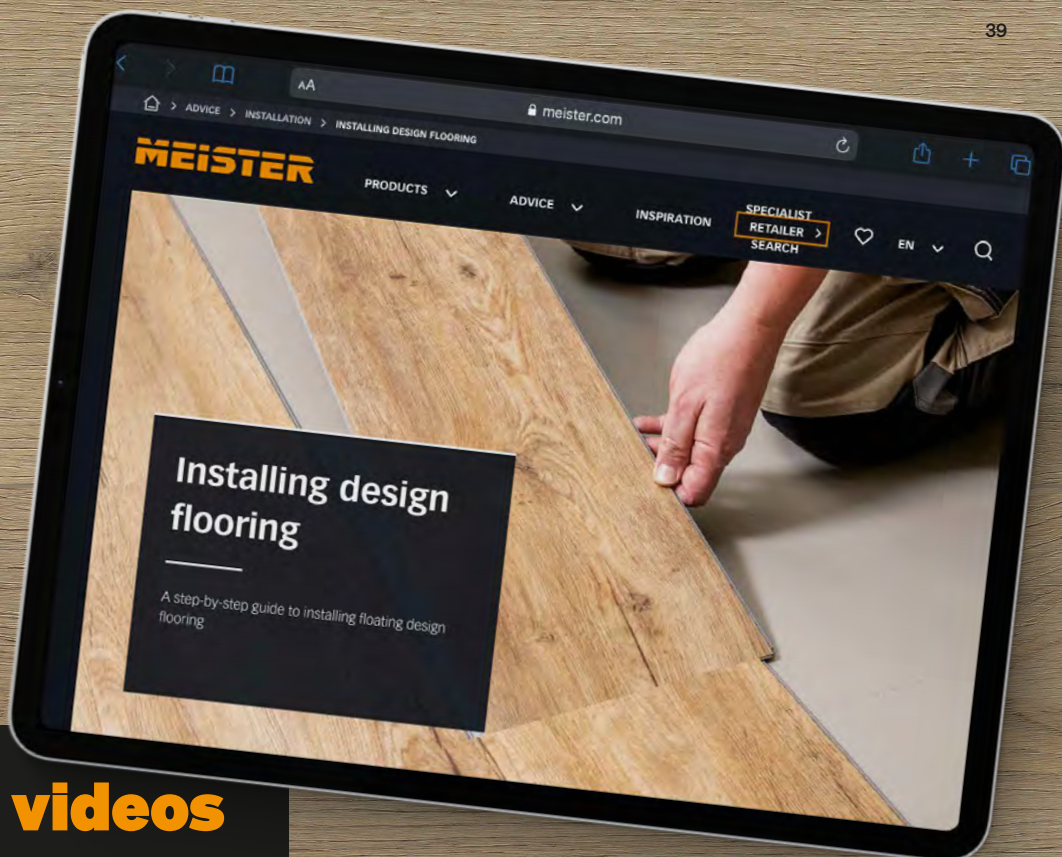 39
AA
meister.com
ADVICE > INSTALLATION > INSTALLING DESIGN FLOORING
MEISTER
PRODUCTS
ADVICE
INSPIRATION
SPECIALIST
RETAILER >
SEARCH
EN
Installing design
flooring
A step-by-step guide to installing floating design
flooring
videos